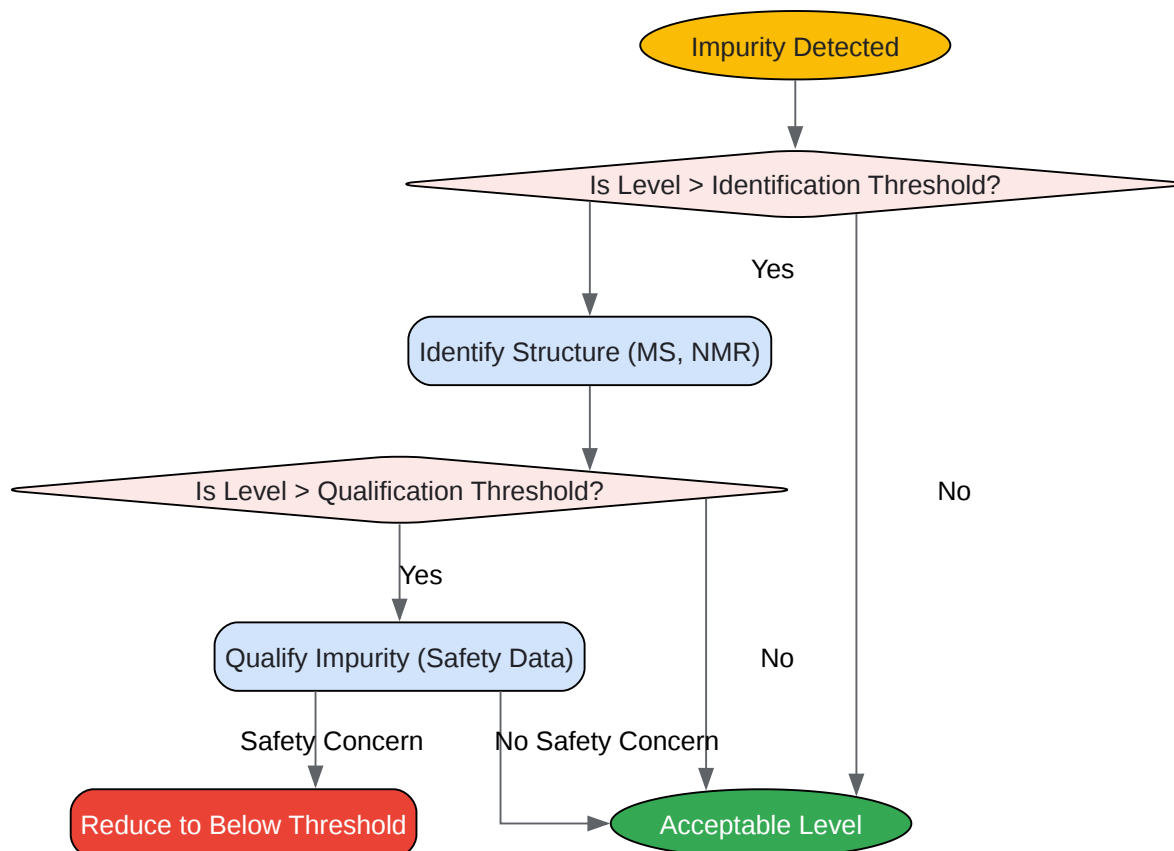 Impurity Detected
Is Level > Identification Threshold?
Yes
Identify Structure (MS, NMR)
Is Level > Qualification Threshold?
No
Yes
Qualify Impurity (Safety Data)
No
Safety Concern
No Safety Concern
Reduce to Below Threshold
Acceptable Level